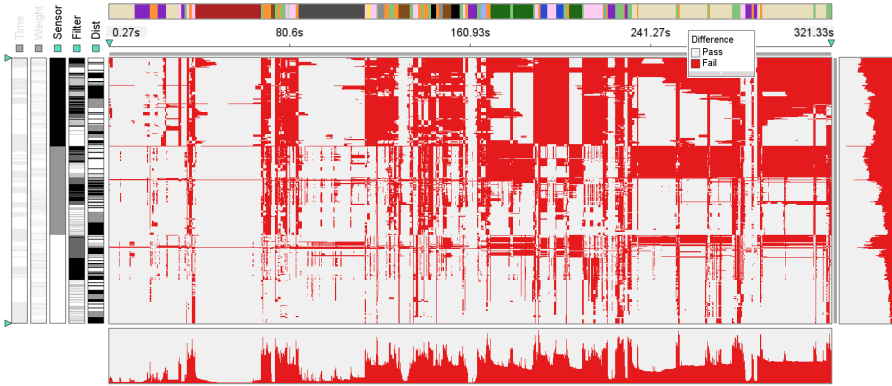 Time
Weight
Sensor
Filter
Dist
0.27s 80.6s 160.93s 241.27s 321.33s
Difference
Pass
Fail